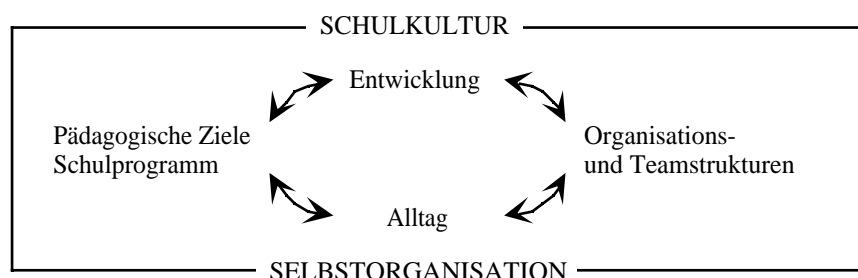 SCHULKULTUR
Entwicklung
Pädagogische Ziele
Schulprogramm
Organisations-
und Teamstrukturen
Alltag
SELBSTORGANISATION